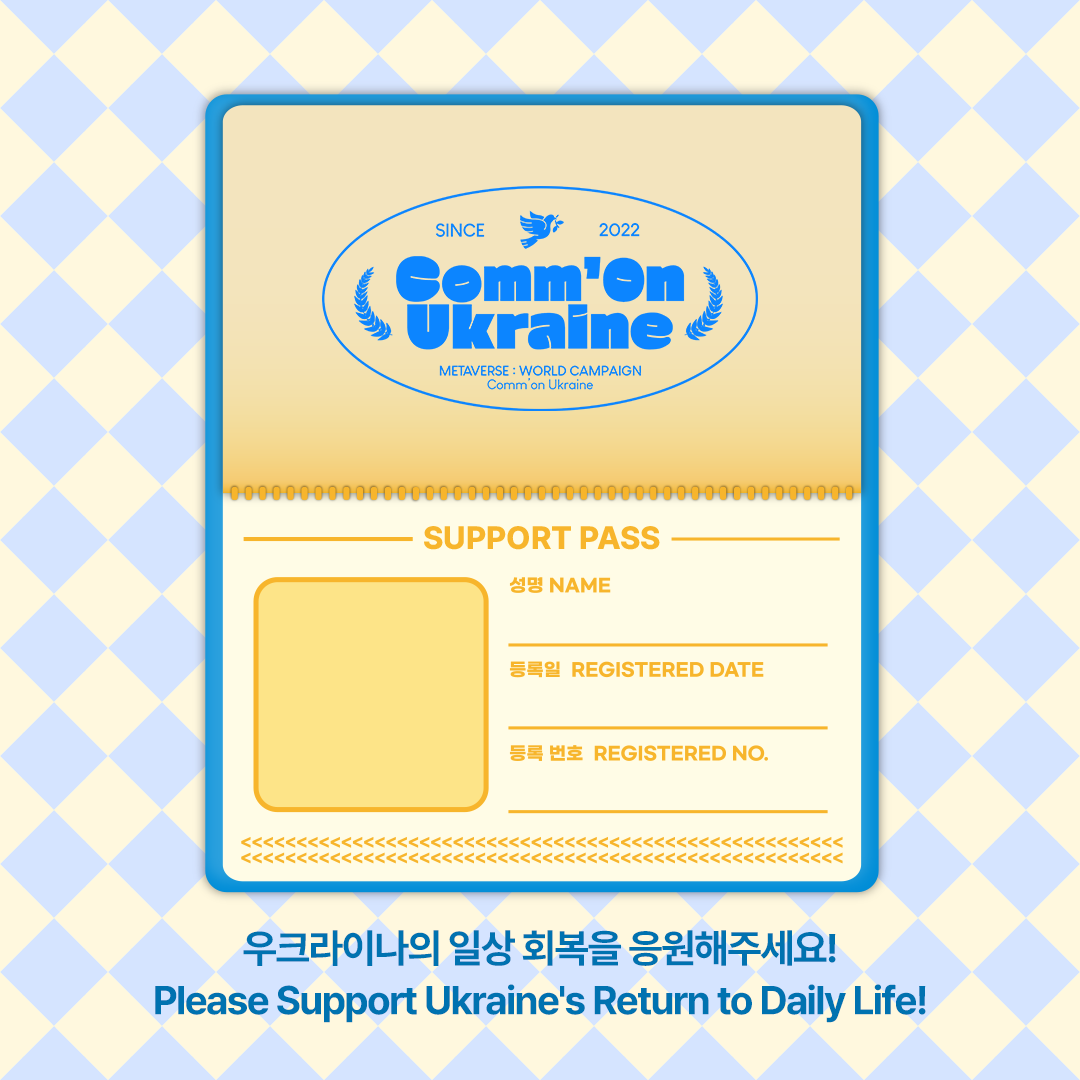 SINCE 2022
Comm'On
Ukraine
METAVERSE : WORLD CAMPAIGN
Comm'on Ukraine
SUPPORT PASS
성명 NAME
등록일 REGISTERED DATE
등록 번호 REGISTERED NO.
<<<<<<<<<<<<<<<<<<<<<<<<<<<<<<<<<<<<<<<<<<<<<<<<<<<<<<
<<<<<<<<<<<<<<<<<<<<<<<<<<<<<<<<<<<<<<<<<<<<<<<<<<<<<<
우크라이나의 일상 회복을 응원해주세요!
Please Support Ukraine's Return to Daily Life!